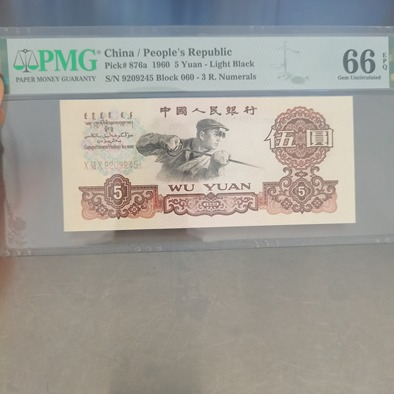 PMG
PAPER MONEY GUARANTY
China / People's Republic
Pick# 876a 1960 5 Yuan - Light Black
S/N 9209245 Block 060 - 3 R. Numerals
66 EPQ
Gem Uncirculated
中国人民银行
伍圆
9209245
5
WU YUAN
5